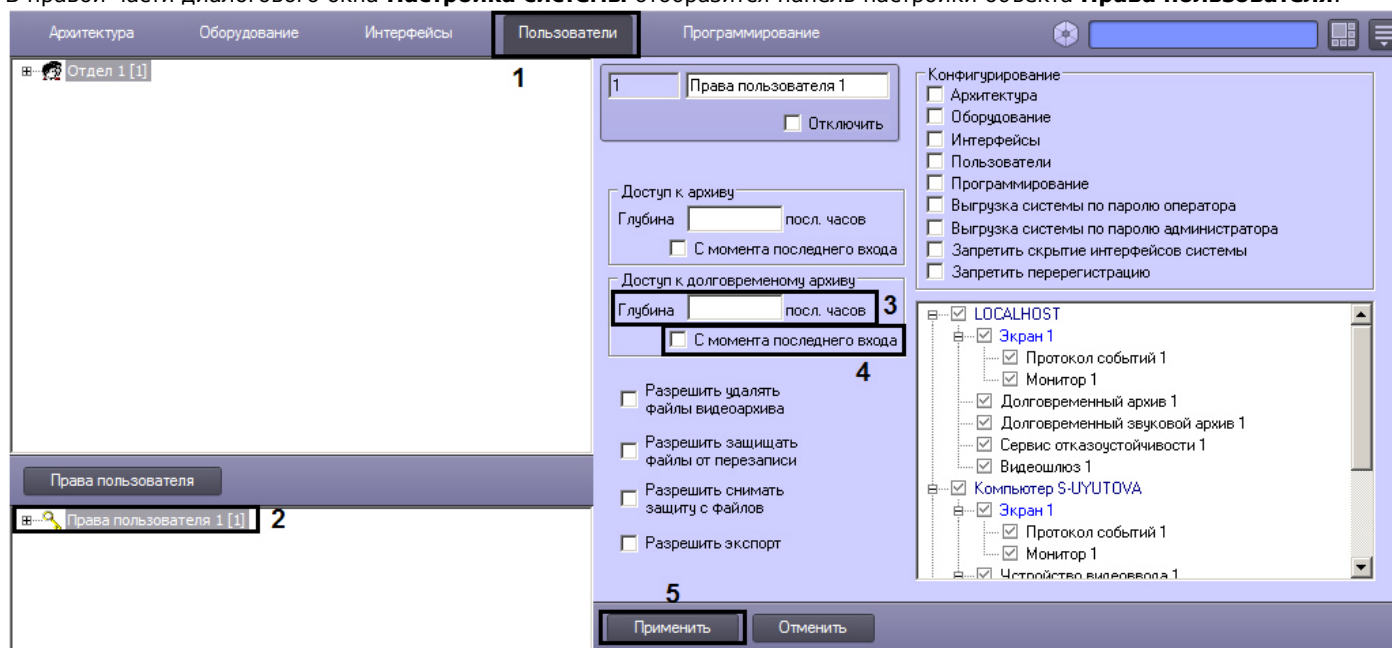 В правой части диалогового окна Настройка системы отобразится панель настройки объекта Права пользователя.
Архитектура Оборудование Интерфейсы Пользователи Программирование
1
Отдел 1 [1]
Права пользователя
Права пользователя 1 [1]
2
1 Права пользователя 1
Отключить
Доступ к архиву
Глубина посл. часов
С момента последнего входа
Доступ к долговременому архиву
Глубина посл. часов
3
С момента последнего входа
4
Разрешить удалять
файлы видеоархива
Разрешить защищать
файлы от перезаписи
Разрешить снимать
защиту с файлов
Разрешить экспорт
Конфигурирование
Архитектура
Оборудование
Интерфейсы
Пользователи
Программирование
Выгрузка системы по паролю оператора
Выгрузка системы по паролю администратора
Запретить скрытие интерфейсов системы
Запретить перерегистрацию
LOCALHOST
Экран 1
Протокол событий 1
Монитор 1
Долговременный архив 1
Долговременный звуковой архив 1
Сервис отказоустойчивости 1
Видеошлюз 1
Компьютер S-UYUTOVA
Экран 1
Протокол событий 1
Монитор 1
Устройство видеоввода 1
5
Применить Отменить